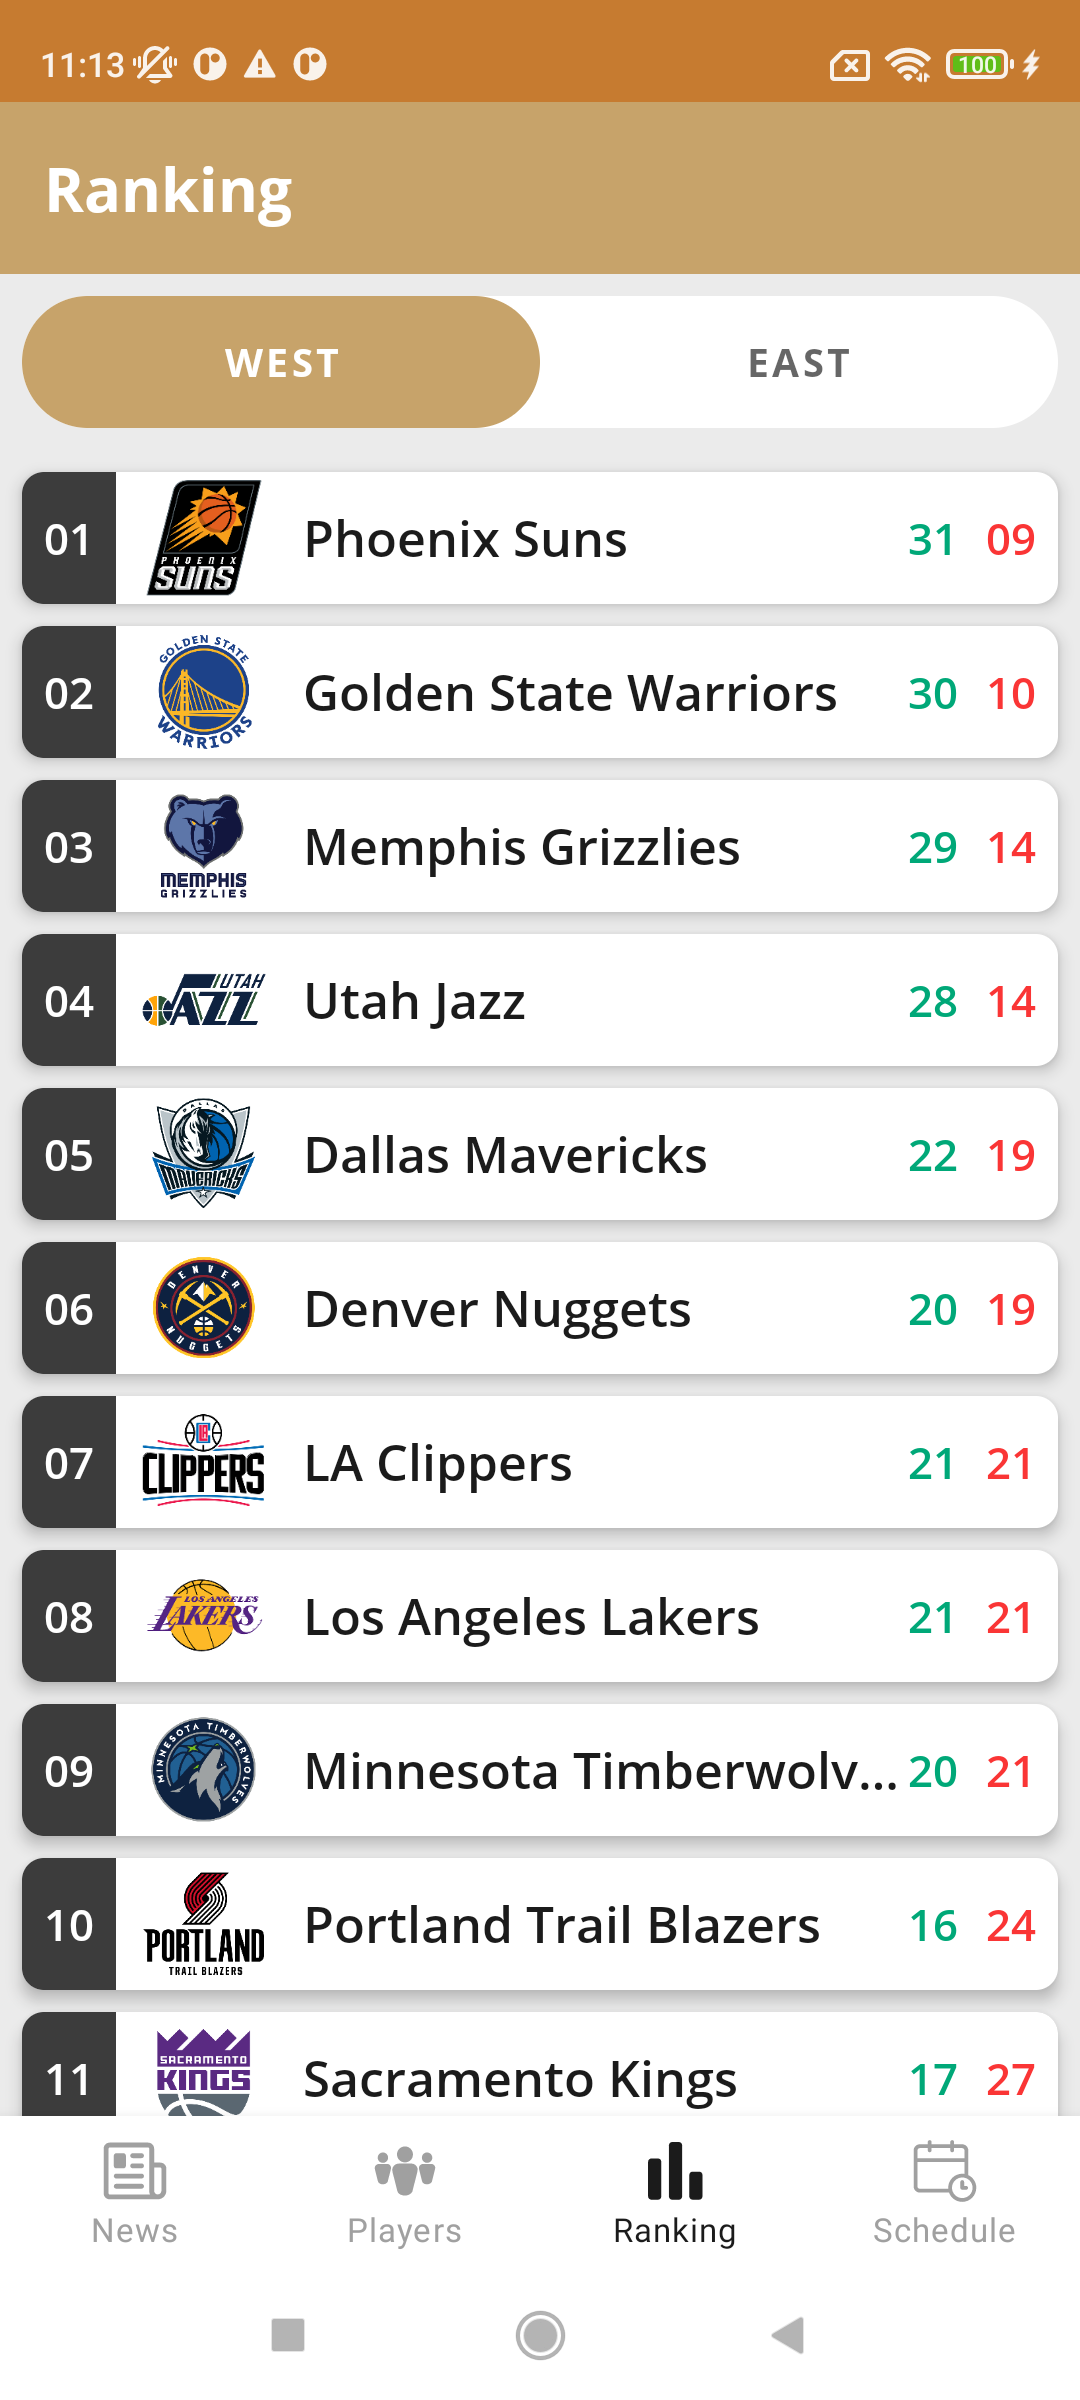 11:13
100
Ranking
WEST EAST
01 PHOENIX SUNS Phoenix Suns 31 09
02 GOLDEN STATE WARRIORS Golden State Warriors 30 10
03 MEMPHIS GRIZZLIES Memphis Grizzlies 29 14
04 UTAH JAZZ Utah Jazz 28 14
05 DALLAS MAVERICKS Dallas Mavericks 22 19
06 DENVER NUGGETS Denver Nuggets 20 19
07 CLIPPERS LA Clippers 21 21
08 LOS ANGELES LAKERS Los Angeles Lakers 21 21
09 MINNESOTA TIMBERWOLVES Minnesota Timberwolv... 20 21
10 PORTLAND TRAIL BLAZERS Portland Trail Blazers 16 24
11 SACRAMENTO KINGS Sacramento Kings 17 27
News Players Ranking Schedule